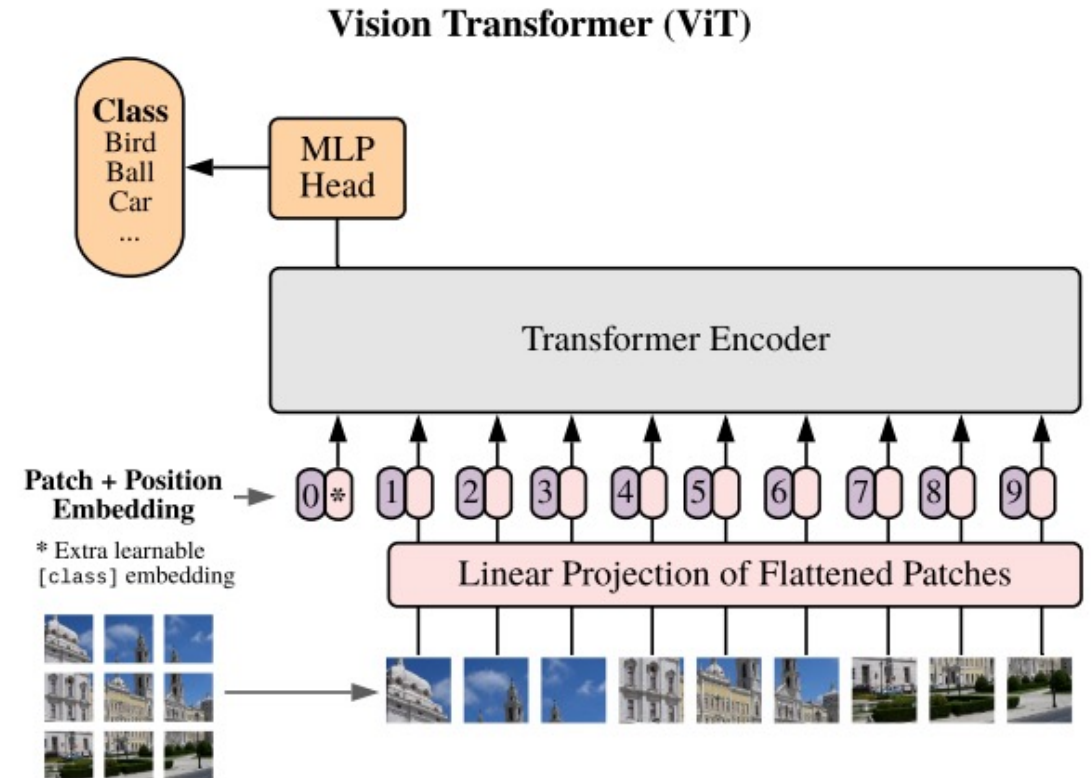 Vision Transformer (ViT)
Class
Bird
Ball
Car
...
MLP
Head
Transformer Encoder
Patch + Position
Embedding
0 * 1 2 3 4 5 6 7 8 9
* Extra learnable
[class] embedding
Linear Projection of Flattened Patches